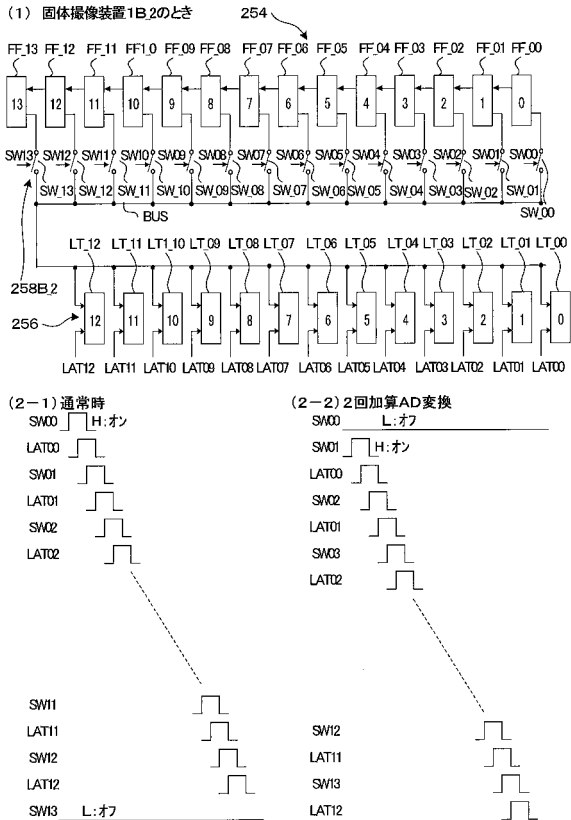 (1) 固体撮像装置1B_2のとき 254
FF_13 FF_12 FF_11 FF1_0 FF_09 FF_08 FF_07 FF_06 FF_05 FF_04 FF_03 FF_02 FF_01 FF_00
13 12 11 10 9 8 7 6 5 4 3 2 1 0
SW13 SW12 SW11 SW10 SW09 SW08 SW07 SW06 SW05 SW04 SW03 SW02 SW01 SW00
SW_13 SW_12 SW_11 SW_10 SW_09 SW_08 SW_07 SW_06 SW_05 SW_04 SW_03 SW_02 SW_01
BUS SW_00
LT_12 LT_11 LT1_10 LT_09 LT_08 LT_07 LT_06 LT_05 LT_04 LT_03 LT_02 LT_01 LT_00
258B_2
256 12 11 10 9 8 7 6 5 4 3 2 1 0
LAT12 LAT11 LAT10 LAT09 LAT08 LAT07 LAT06 LAT05 LAT04 LAT03 LAT02 LAT01 LAT00
(2-1) 通常時
SW00 H:オン
LAT00
SW01
LAT01
SW02
LAT02
SW11
LAT11
SW12
LAT12
SW13 L:オフ
(2-2) 2回加算AD変換
SW00 L:オフ
SW01 H:オン
LAT00
SW02
LAT01
SW03
LAT02
SW12
LAT11
SW13
LAT12